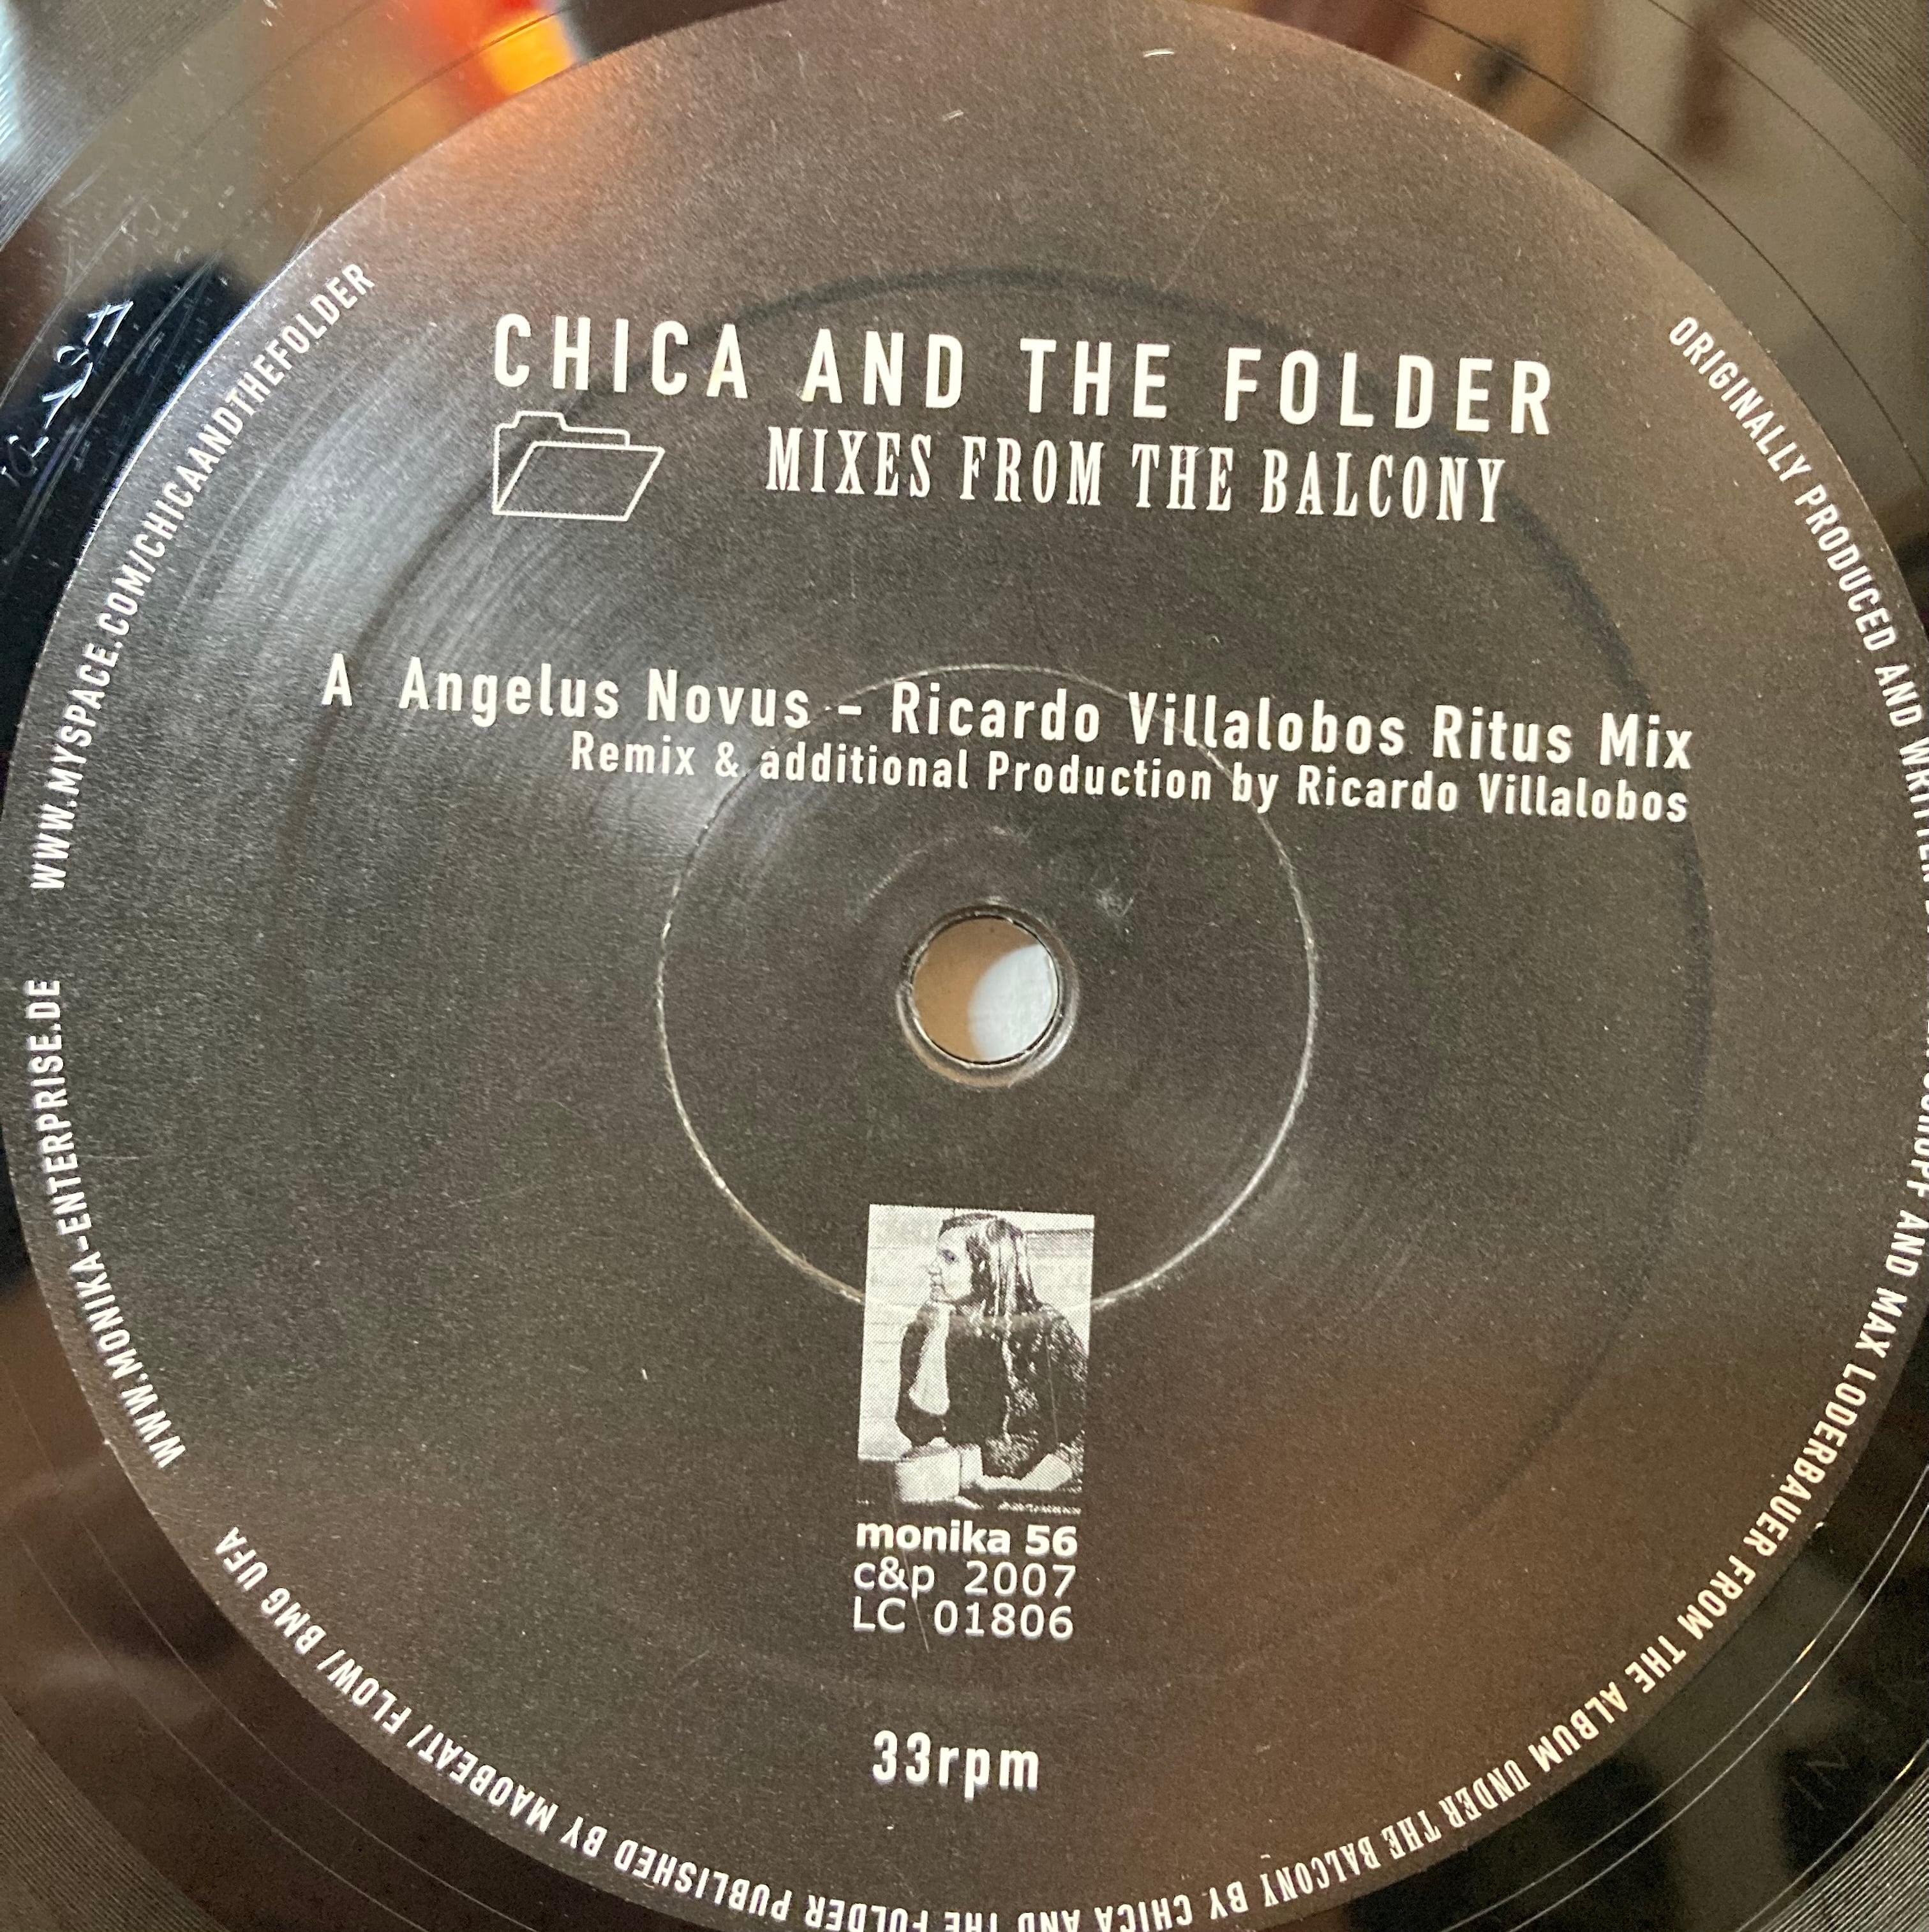 CHICA AND THE FOLDER
MIXES FROM THE BALCONY
A Angelus Novus – Ricardo Villalobos Ritus Mix
Remix & additional Production by Ricardo Villalobos
monika 56
c&p 2007
LC 01806
33rpm
WWW.MONIKA-ENTERPRISE.DE
WWW.MYSPACE.COM/CHICAANDTHEFOLDER
ORIGINALLY PRODUCED AND WRITTEN AND MAX LODERBAUER FROM THE ALBUM UNDER THE BALCONY BY CHICA AND THE FOLDER PUBLISHED BY MAOBEAT/ FLOW/ BMG UFA